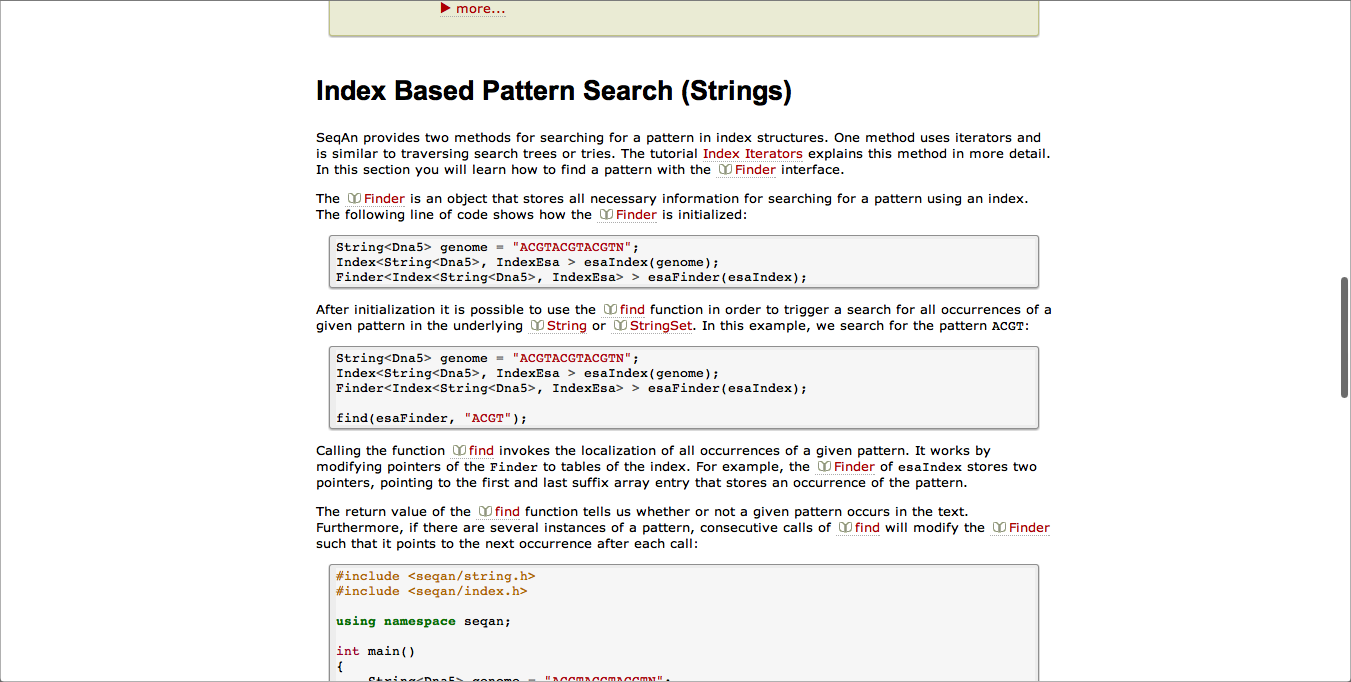 ▶ more...
Index Based Pattern Search (Strings)
SeqAn provides two methods for searching for a pattern in index structures. One method uses iterators and
is similar to traversing search trees or tries. The tutorial Index Iterators explains this method in more detail.
In this section you will learn how to find a pattern with the Finder interface.
The Finder is an object that stores all necessary information for searching for a pattern using an index.
The following line of code shows how the Finder is initialized:
String<Dna5> genome = "ACGTACGTACGTN";
Index<String<Dna5>, IndexEsa > esaIndex(genome);
Finder<Index<String<Dna5>, IndexEsa> > esaFinder(esaIndex);
After initialization it is possible to use the find function in order to trigger a search for all occurrences of a
given pattern in the underlying String or StringSet. In this example, we search for the pattern ACGT:
String<Dna5> genome = "ACGTACGTACGTN";
Index<String<Dna5>, IndexEsa > esaIndex(genome);
Finder<Index<String<Dna5>, IndexEsa> > esaFinder(esaIndex);
find(esaFinder, "ACGT");
Calling the function find invokes the localization of all occurrences of a given pattern. It works by
modifying pointers of the Finder to tables of the index. For example, the Finder of esaIndex stores two
pointers, pointing to the first and last suffix array entry that stores an occurrence of the pattern.
The return value of the find function tells us whether or not a given pattern occurs in the text.
Furthermore, if there are several instances of a pattern, consecutive calls of find will modify the Finder
such that it points to the next occurrence after each call:
#include <seqan/string.h>
#include <seqan/index.h>
using namespace seqan;
int main()
{
String<Dna5> genome = "ACGTACGTACGTN";